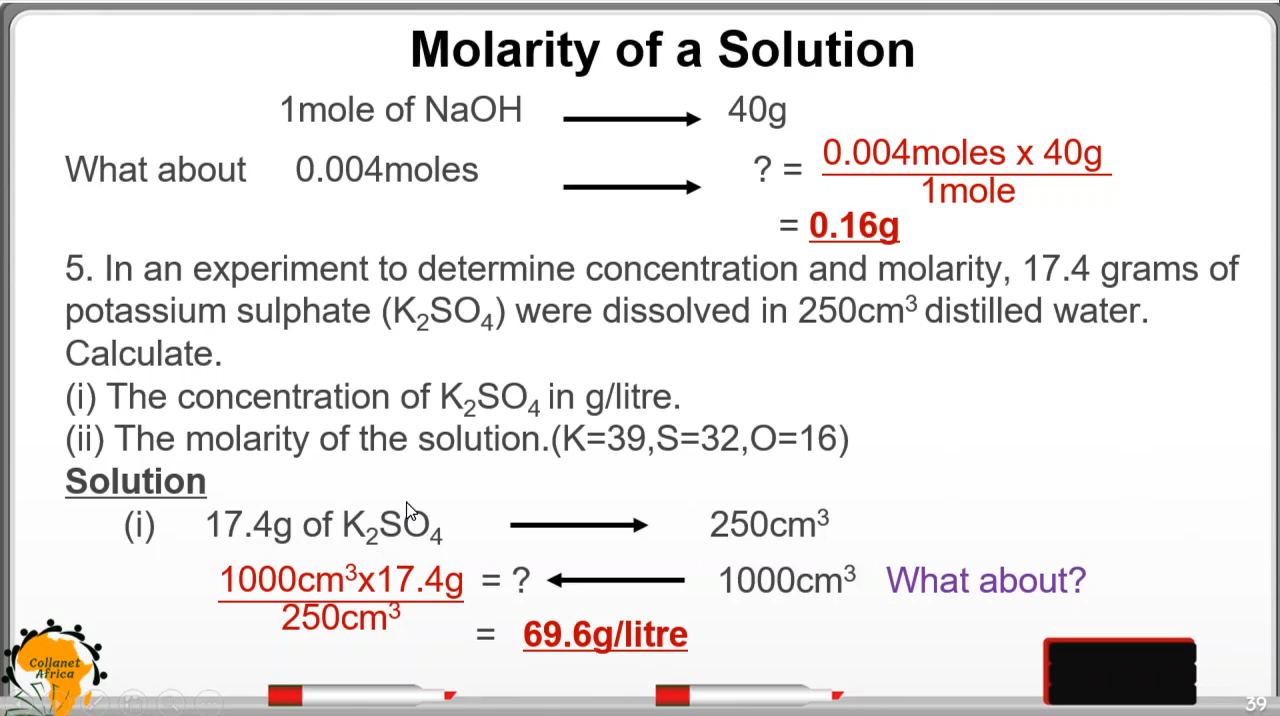 Molarity of a Solution
1mole of NaOH 40g
What about 0.004moles ? = 0.004moles x 40g
1mole
= 0.16g
5. In an experiment to determine concentration and molarity, 17.4 grams of
potassium sulphate (K₂SO₄) were dissolved in 250cm³ distilled water.
Calculate.
(i) The concentration of K₂SO₄ in g/litre.
(ii) The molarity of the solution.(K=39,S=32,O=16)
Solution
(i) 17.4g of K₂SO₄ 250cm³
1000cm³x17.4g = ? 1000cm³ What about?
250cm³
= 69.6g/litre
Collanet
Africa
39